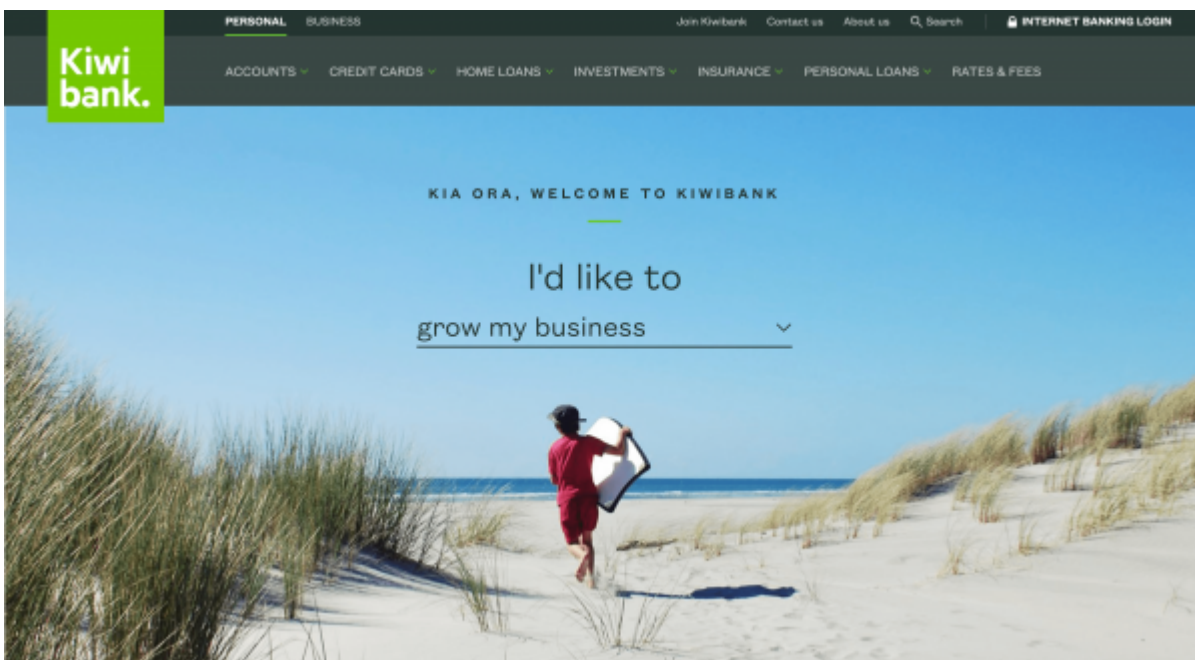 PERSONAL BUSINESS Join Kiwibank Contact us About us Search INTERNET BANKING LOGIN
Kiwi
bank.
ACCOUNTS CREDIT CARDS HOME LOANS INVESTMENTS INSURANCE PERSONAL LOANS RATES & FEES
KIA ORA, WELCOME TO KIWIBANK
I'd like to
grow my business